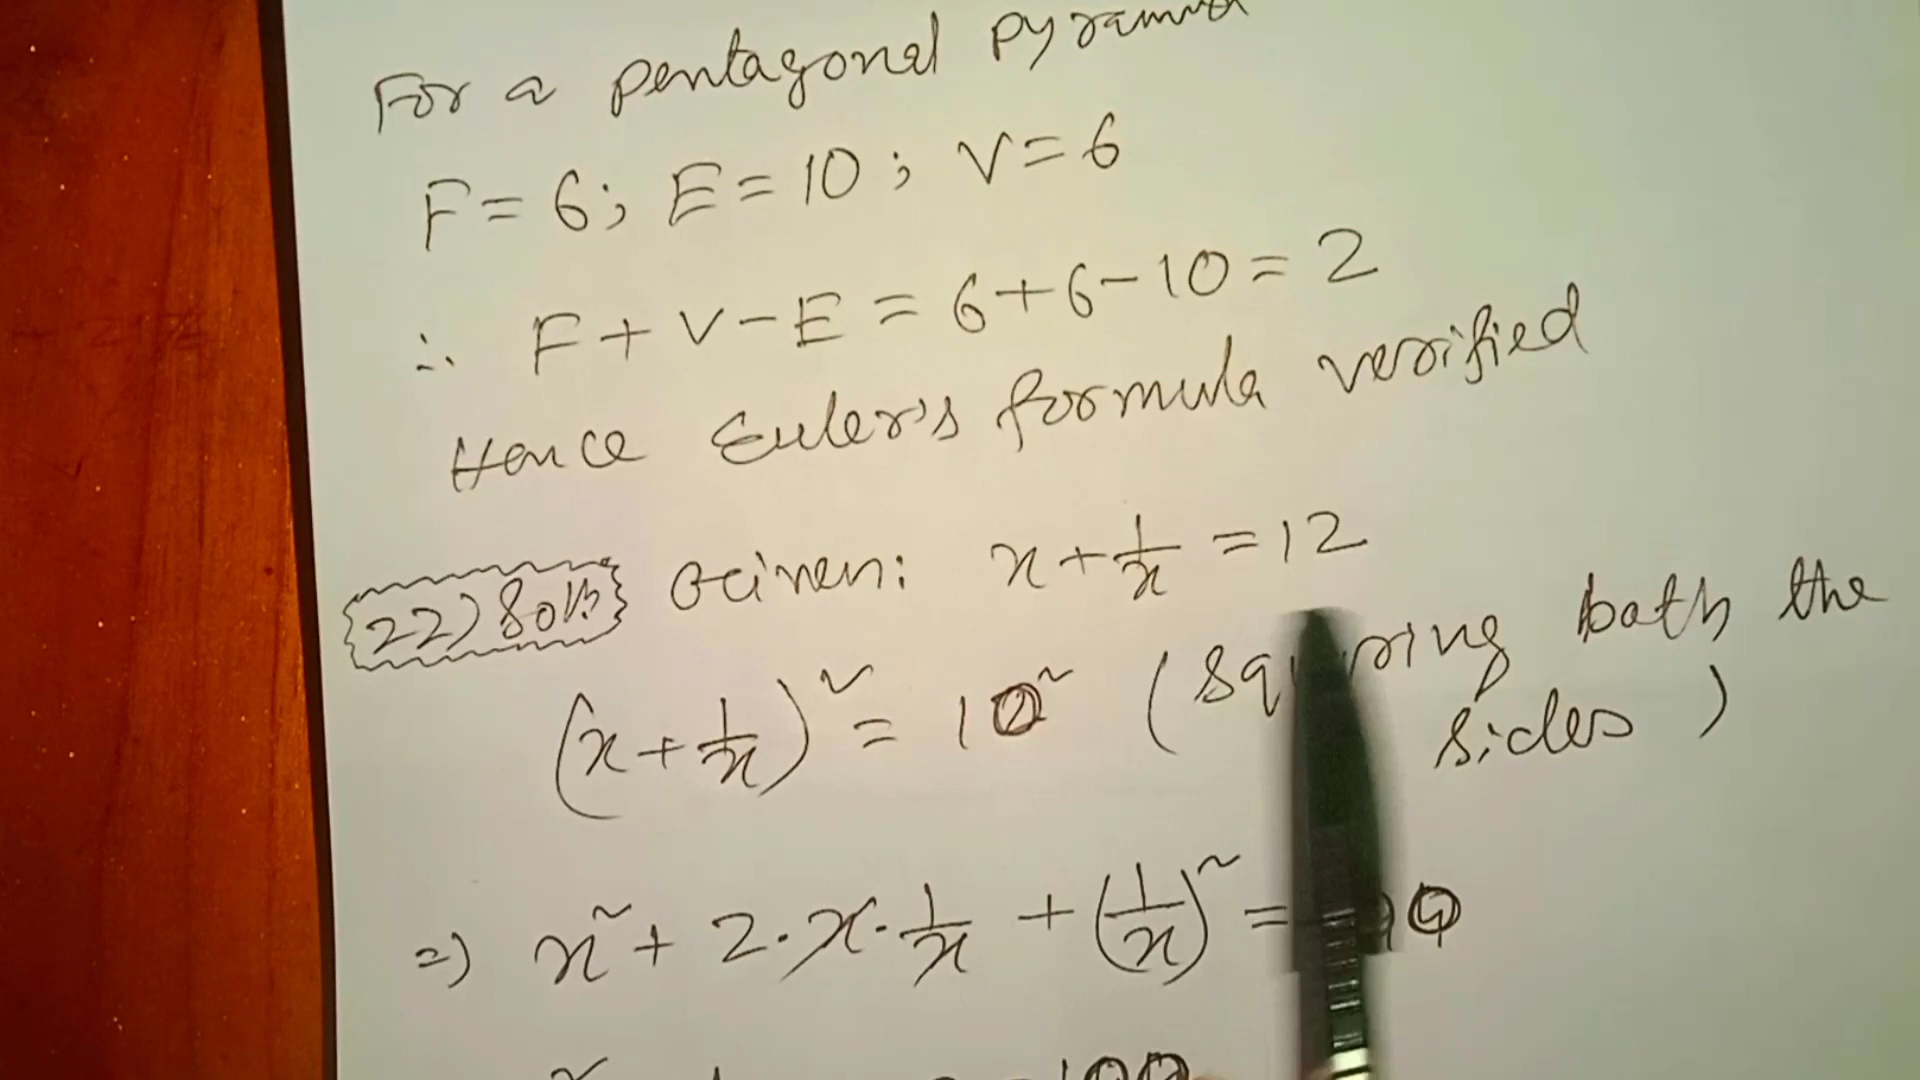 For a pentagonal pyramid
F = 6; E = 10; V = 6
∴ F + V - E = 6 + 6 - 10 = 2
Hence Euler's formula verified
22) Soln Given: x + 1/x = 12
(x + 1/x)² = 12² (Squaring both the
sides)
=> x² + 2 · x · 1/x + (1/x)² =